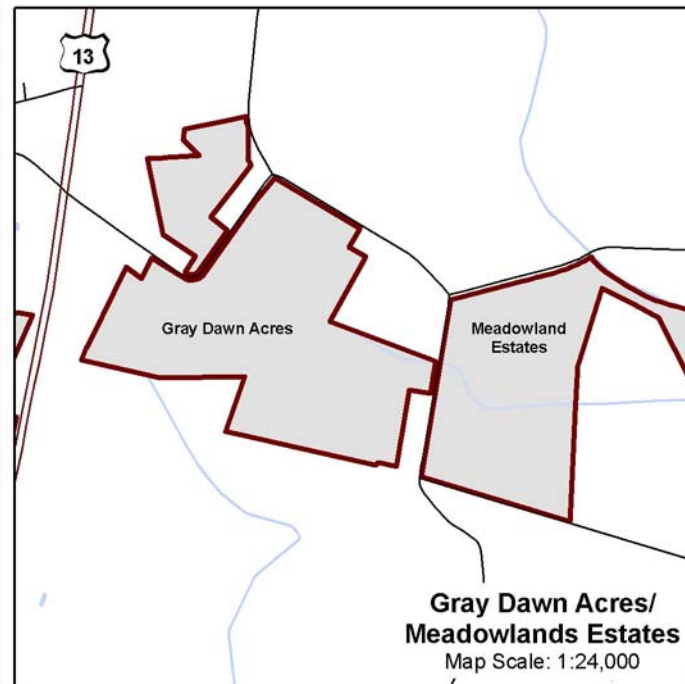 13
Gray Dawn Acres
Meadowland
Estates
Gray Dawn Acres/
Meadowlands Estates
Map Scale: 1:24,000